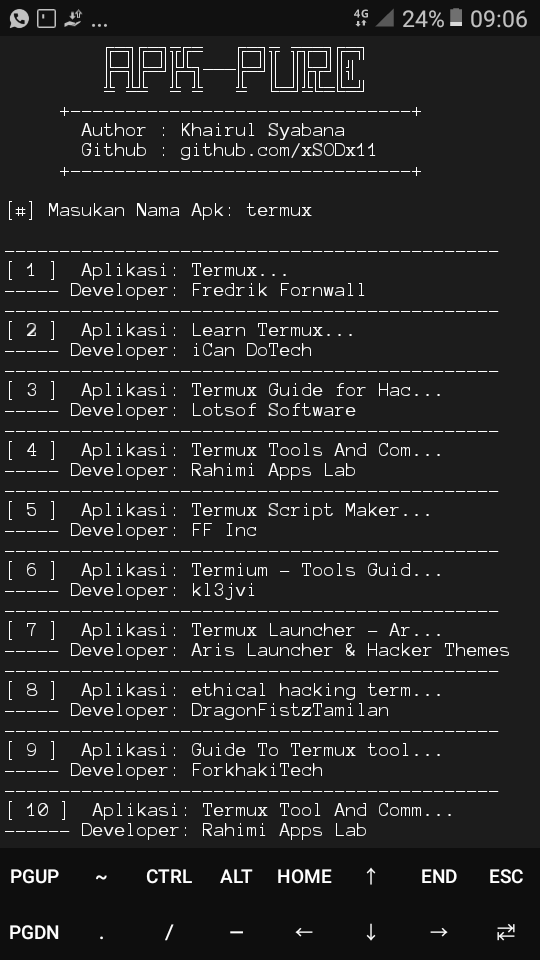 4G 24% 09:06
APK-PURE
+--------------------------------+
Author : Khairul Syabana
Github : github.com/xSODx11
+--------------------------------+
[#] Masukan Nama Apk: termux
---------------------------------------------
[ 1 ] Aplikasi: Termux...
----- Developer: Fredrik Fornwall
---------------------------------------------
[ 2 ] Aplikasi: Learn Termux...
----- Developer: iCan DoTech
---------------------------------------------
[ 3 ] Aplikasi: Termux Guide for Hac...
----- Developer: Lotsof Software
---------------------------------------------
[ 4 ] Aplikasi: Termux Tools And Com...
----- Developer: Rahimi Apps Lab
---------------------------------------------
[ 5 ] Aplikasi: Termux Script Maker...
----- Developer: FF Inc
---------------------------------------------
[ 6 ] Aplikasi: Termium - Tools Guid...
----- Developer: kl3jvi
---------------------------------------------
[ 7 ] Aplikasi: Termux Launcher - Ar...
----- Developer: Aris Launcher & Hacker Themes
---------------------------------------------
[ 8 ] Aplikasi: ethical hacking term...
----- Developer: DragonFistzTamilan
---------------------------------------------
[ 9 ] Aplikasi: Guide To Termux tool...
----- Developer: ForkhakiTech
---------------------------------------------
[ 10 ] Aplikasi: Termux Tool And Comm...
------ Developer: Rahimi Apps Lab
PGUP ~ CTRL ALT HOME ↑ END ESC
PGDN . / — ← ↓ → ⇄